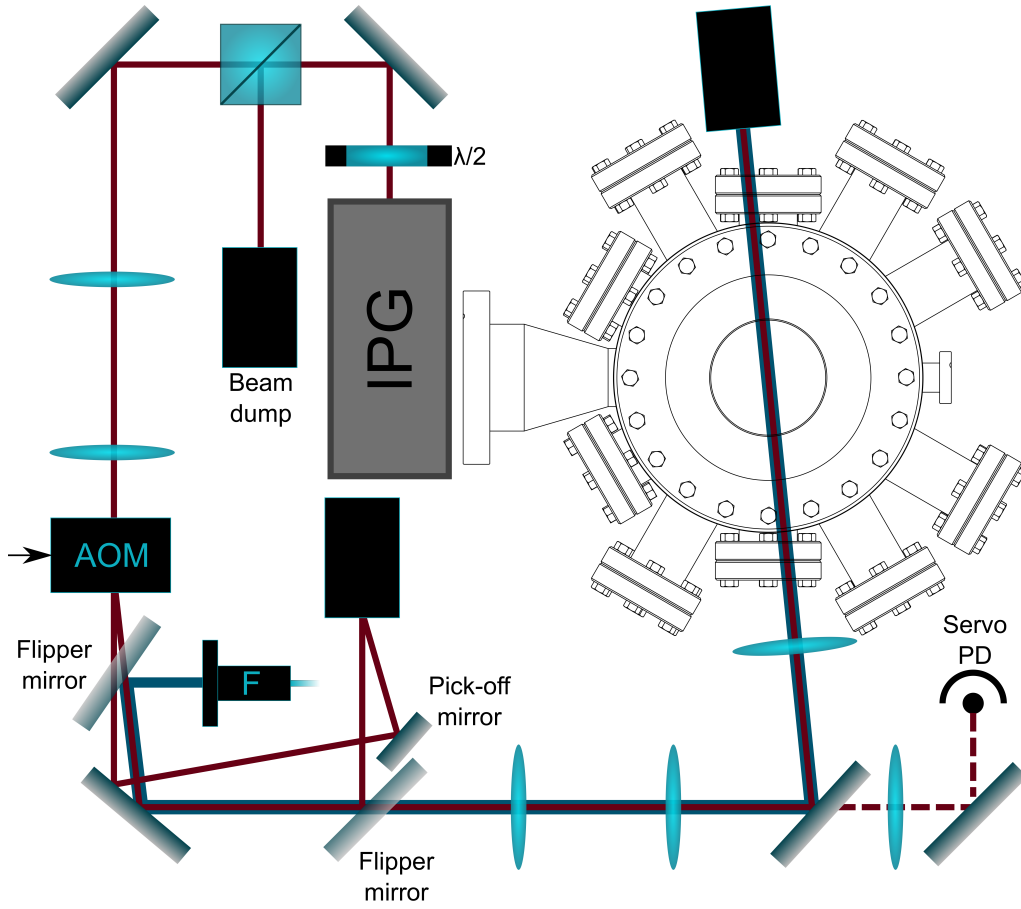 λ/2
IPG
Beam
dump
AOM
Flipper
mirror
F
Pick-off
mirror
Servo
PD
Flipper
mirror